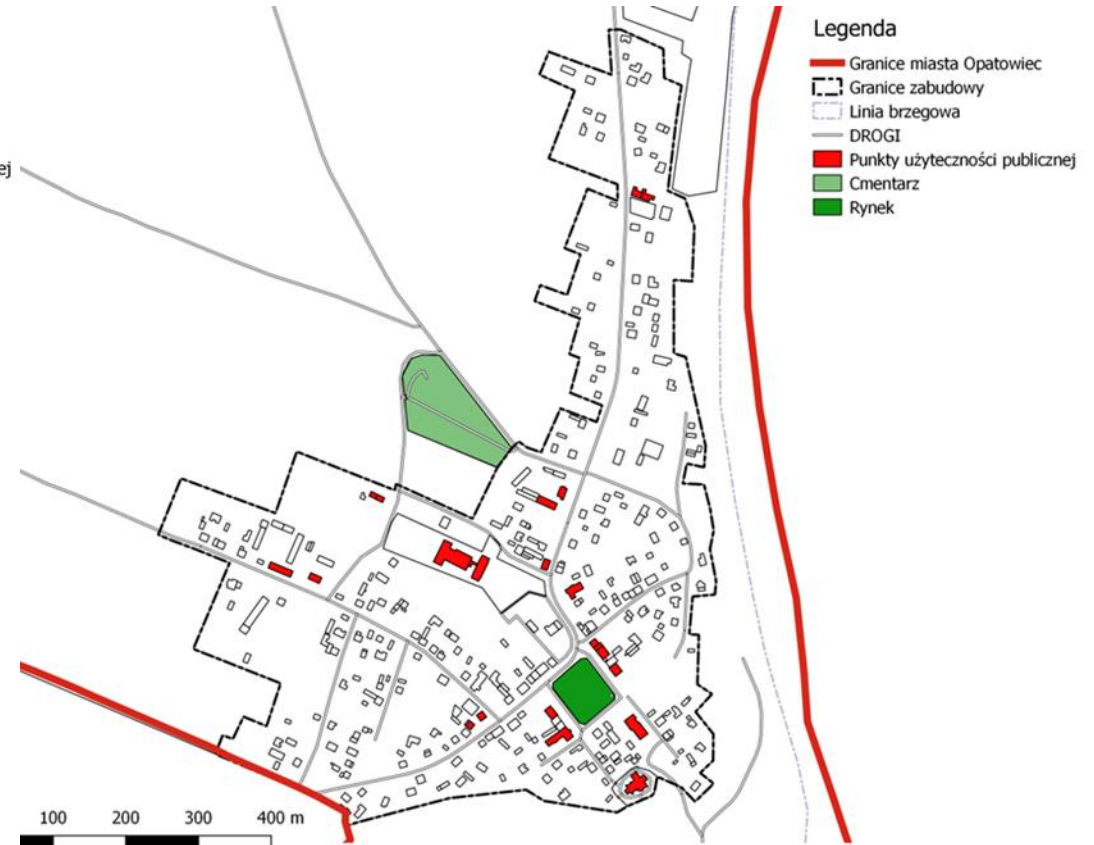 Legenda
Granice miasta Opatowiec
Granice zabudowy
Linia brzegowa
DROGI
Punkty użyteczności publicznej
Cmentarz
Rynek
ej
100 200 300 400 m